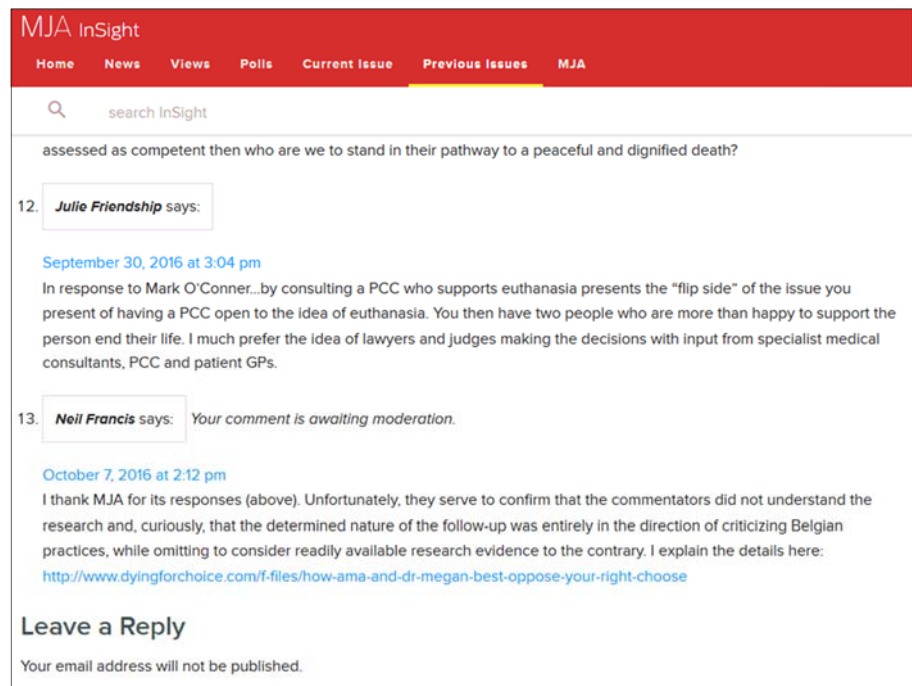 MJA InSight
Home News Views Polls Current Issue Previous Issues MJA
search InSight
assessed as competent then who are we to stand in their pathway to a peaceful and dignified death?
12. Julie Friendship says:
September 30, 2016 at 3:04 pm
In response to Mark O'Conner...by consulting a PCC who supports euthanasia presents the "flip side" of the issue you
present of having a PCC open to the idea of euthanasia. You then have two people who are more than happy to support the
person end their life. I much prefer the idea of lawyers and judges making the decisions with input from specialist medical
consultants, PCC and patient GPs.
13. Neil Francis says: Your comment is awaiting moderation.
October 7, 2016 at 2:12 pm
I thank MJA for its responses (above). Unfortunately, they serve to confirm that the commentators did not understand the
research and, curiously, that the determined nature of the follow-up was entirely in the direction of criticizing Belgian
practices, while omitting to consider readily available research evidence to the contrary. I explain the details here:
http://www.dyingforchoice.com/f-files/how-ama-and-dr-megan-best-oppose-your-right-choose
Leave a Reply
Your email address will not be published.